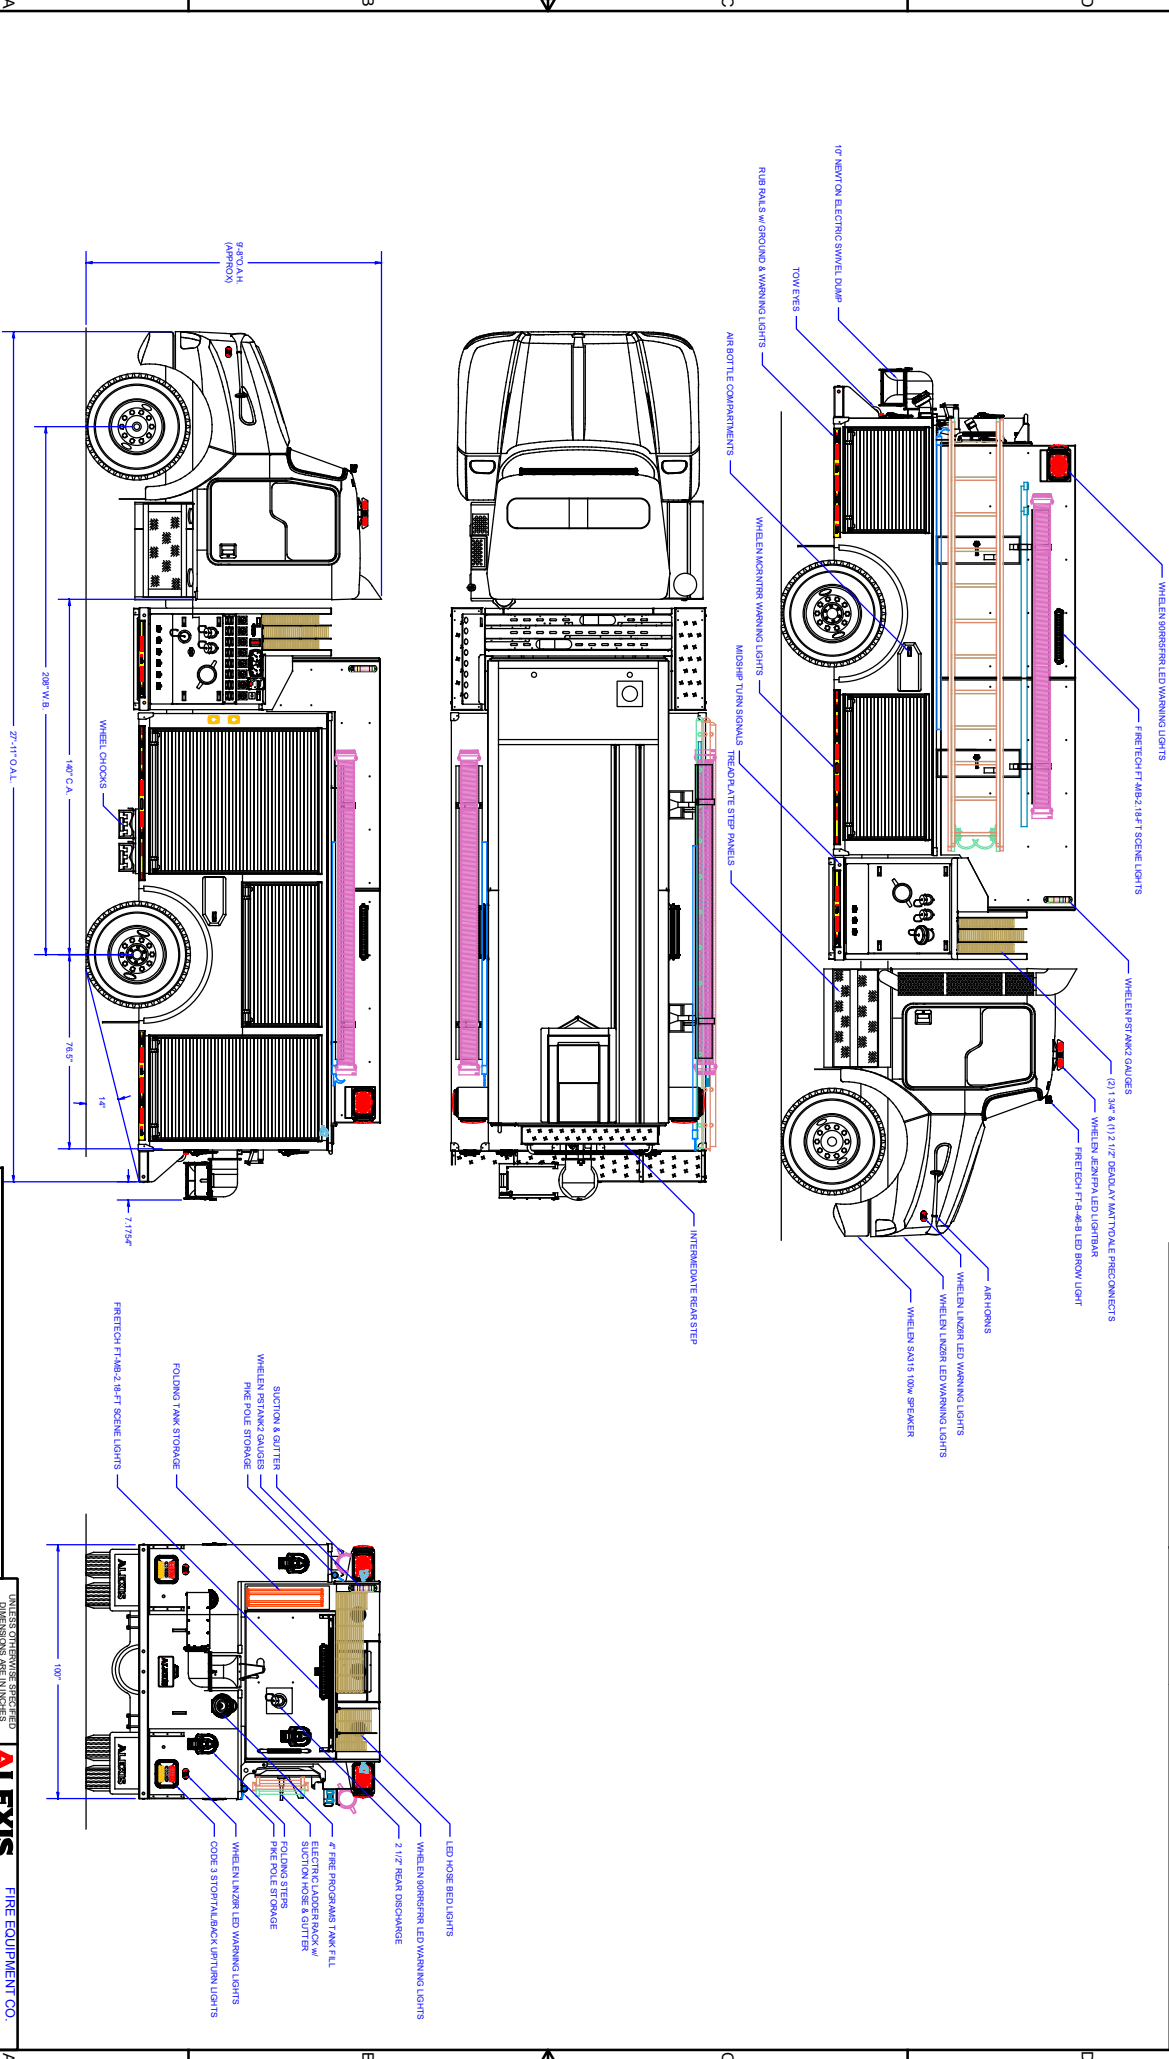 D
C
B
A
WHELEN 90RR5FRR LED WARNING LIGHTS
FIRETECH FT-MB-2.18-FT SCENE LIGHTS
WHELEN PSTANK2 GAUGES
(2) 1 3/4" & (1) 2 1/2" DEADLAY MATTYDALE PRECONNECTS
WHELEN JE2NFPA LED LIGHTBAR
FIRETECH FT-B-46-B LED BROW LIGHT
AIR HORNS
WHELEN LINZ6R LED WARNING LIGHTS
WHELEN LINZ6R LED WARNING LIGHTS
WHELEN SA315 100w SPEAKER
10" NEWTON ELECTRIC SWIVEL DUMP
TOW EYES
RUB RAILS w/ GROUND & WARNING LIGHTS
AIR BOTTLE COMPARTMENTS
WHELEN MCRNTRR WARNING LIGHTS
MIDSHIP TURN SIGNALS
TREADPLATE STEP PANELS
INTERMEDIATE REAR STEP
9'-8" O.A.H.
(APPROX)
WHEEL CHOCKS
208" W.B.
140" C.A.
76.5"
14°
7.1754"
27'-11" O.A.L.
SUCTION & GUTTER
WHELEN PSTANK2 GAUGES
PIKE POLE STORAGE
FOLDING TANK STORAGE
FIRETECH FT-MB-2.18-FT SCENE LIGHTS
LED HOSE BED LIGHTS
WHELEN 90RR5FRR LED WARNING LIGHTS
2 1/2" REAR DISCHARGE
4" FIRE PROGRAMS TANK FILL
ELECTRIC LADDER RACK w/
SUCTION HOSE & GUTTER
FOLDING STEPS
PIKE POLE STORAGE
WHELEN LINZ6R LED WARNING LIGHTS
CODE 3 STOP/TAIL/BACK UP/TURN LIGHTS
ALEXIS
ALEXIS
ALEXIS
100"
UNLESS OTHERWISE SPECIFIED
DIMENSIONS ARE IN INCHES
ALEXIS
FIRE EQUIPMENT CO.
D
C
B
A